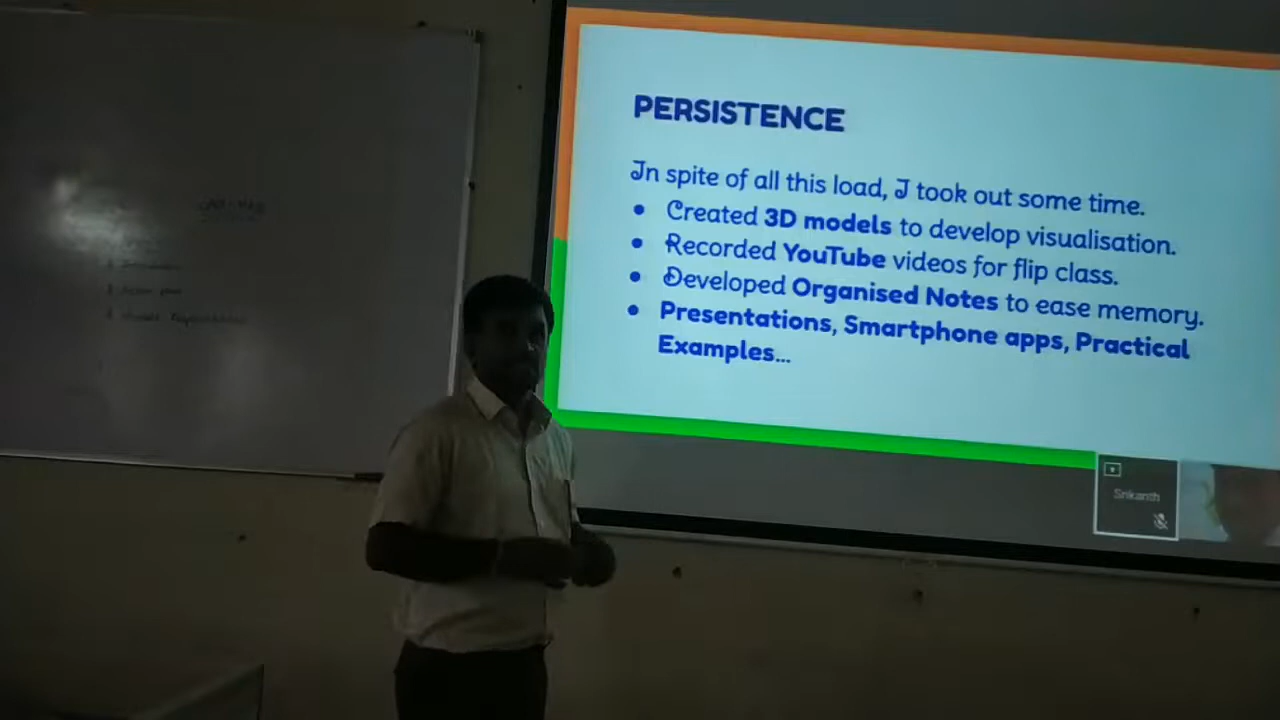 PERSISTENCE
In spite of all this load, I took out some time.
• Created 3D models to develop visualisation.
• Recorded YouTube videos for flip class.
• Developed Organised Notes to ease memory.
• Presentations, Smartphone apps, Practical
Examples...
Srikanth